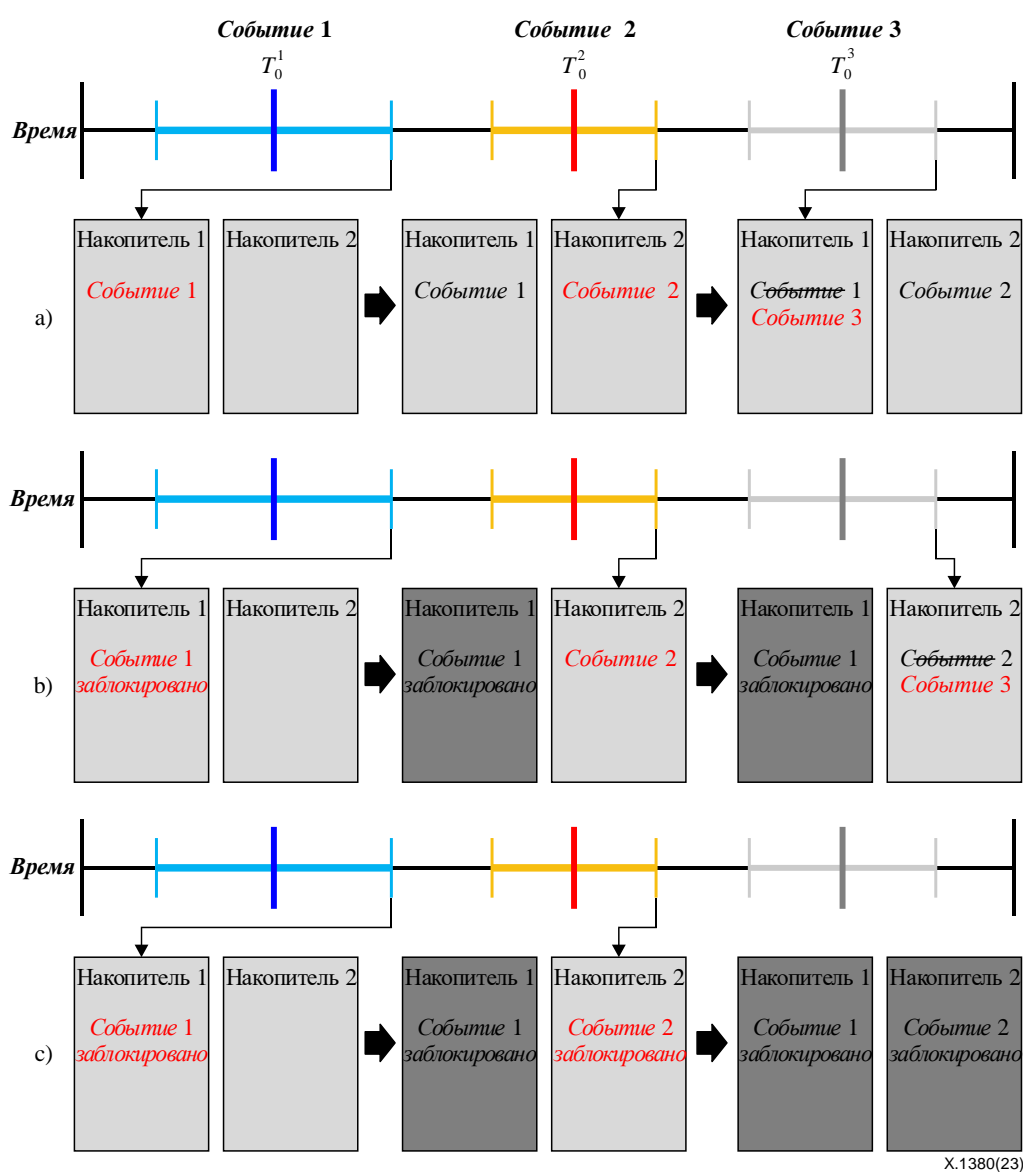 Событие 1 Событие 2 Событие 3
T₀¹ T₀² T₀³
Время
Накопитель 1 Накопитель 2 Накопитель 1 Накопитель 2 Накопитель 1 Накопитель 2
Событие 1 Событие 1 Событие 2 Событие 1 Событие 2
a) Событие 3
Время
Накопитель 1 Накопитель 2 Накопитель 1 Накопитель 2 Накопитель 1 Накопитель 2
Событие 1 Событие 1 Событие 2 Событие 1 Событие 2
b) заблокировано заблокировано заблокировано Событие 3
Время
Накопитель 1 Накопитель 2 Накопитель 1 Накопитель 2 Накопитель 1 Накопитель 2
Событие 1 Событие 1 Событие 2 Событие 1 Событие 2
c) заблокировано заблокировано заблокировано заблокировано заблокировано
X.1380(23)